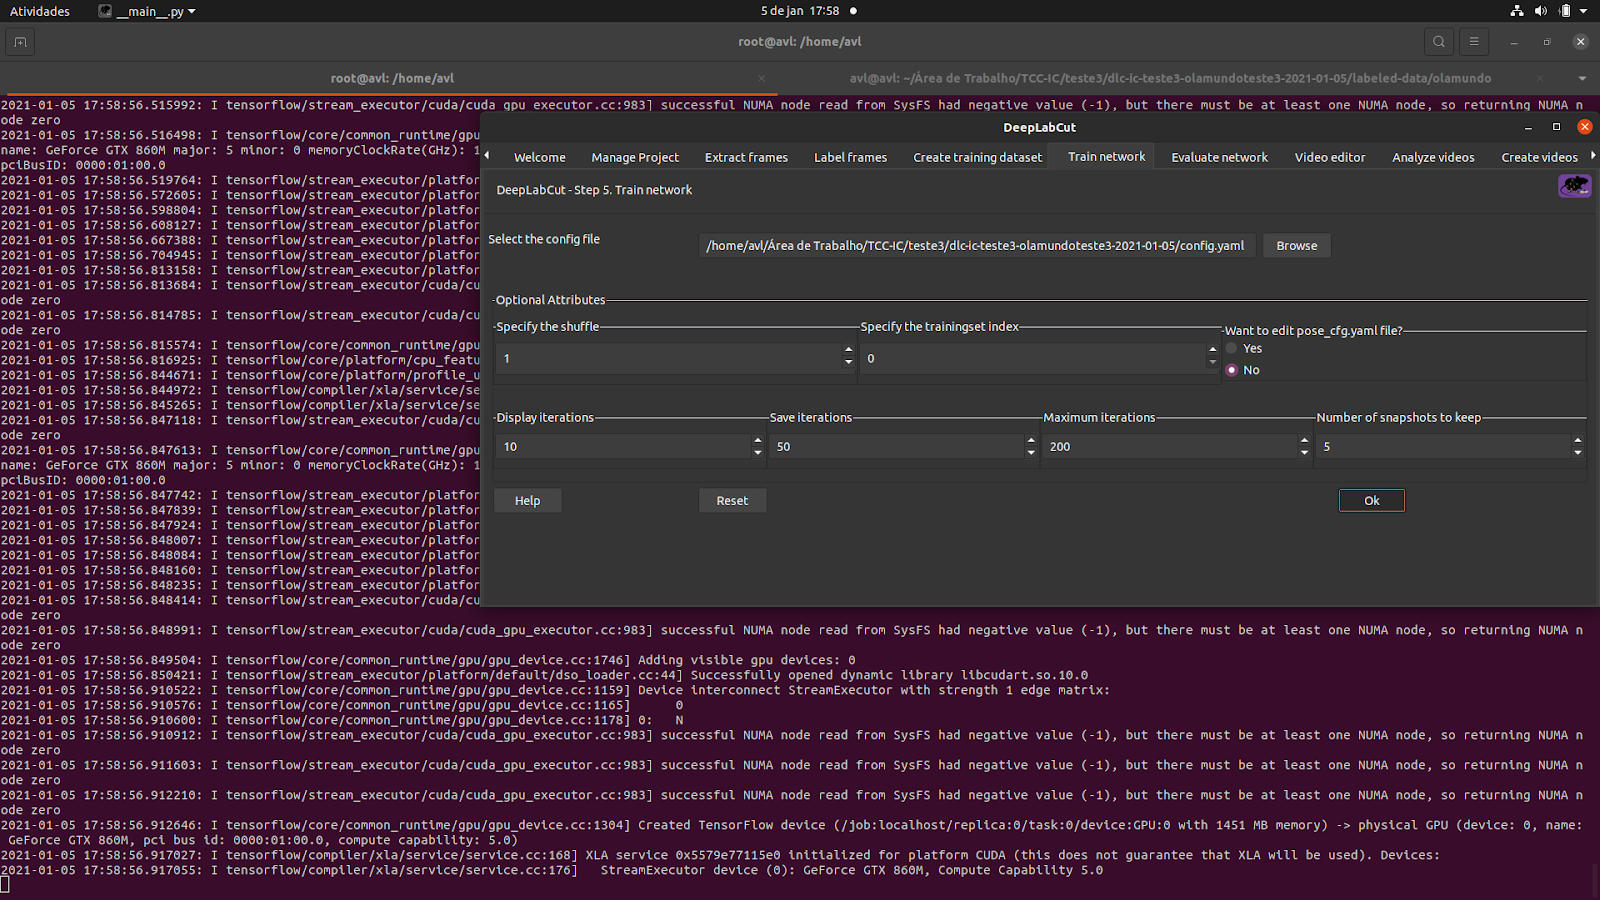 Atividades
__main__.py
5 de jan 17:58
root@avl: /home/avl
root@avl: /home/avl
avl@avl: ~/Área de Trabalho/TCC-IC/teste3/dlc-ic-teste3-olamundoteste3-2021-01-05/labeled-data/olamundo
2021-01-05 17:58:56.515992: I tensorflow/stream_executor/cuda/cuda_gpu_executor.cc:983] successful NUMA node read from SysFS had negative value (-1), but there must be at least one NUMA node, so returning NUMA n
ode zero
2021-01-05 17:58:56.516498: I tensorflow/core/common_runtime/gpu
name: GeForce GTX 860M major: 5 minor: 0 memoryClockRate(GHz): 1
pciBusID: 0000:01:00.0
2021-01-05 17:58:56.519764: I tensorflow/stream_executor/platfor
2021-01-05 17:58:56.572605: I tensorflow/stream_executor/platfor
2021-01-05 17:58:56.598804: I tensorflow/stream_executor/platfor
2021-01-05 17:58:56.608127: I tensorflow/stream_executor/platfor
2021-01-05 17:58:56.667388: I tensorflow/stream_executor/platfor
2021-01-05 17:58:56.704945: I tensorflow/stream_executor/platfor
2021-01-05 17:58:56.813158: I tensorflow/stream_executor/platfor
2021-01-05 17:58:56.813684: I tensorflow/stream_executor/cuda/cu
ode zero
2021-01-05 17:58:56.814785: I tensorflow/stream_executor/cuda/cu
ode zero
2021-01-05 17:58:56.815574: I tensorflow/core/common_runtime/gpu
2021-01-05 17:58:56.816925: I tensorflow/core/platform/cpu_featu
2021-01-05 17:58:56.844671: I tensorflow/core/platform/profile_u
2021-01-05 17:58:56.844972: I tensorflow/compiler/xla/service/se
2021-01-05 17:58:56.845265: I tensorflow/compiler/xla/service/se
2021-01-05 17:58:56.847118: I tensorflow/stream_executor/cuda/cu
ode zero
2021-01-05 17:58:56.847613: I tensorflow/core/common_runtime/gpu
name: GeForce GTX 860M major: 5 minor: 0 memoryClockRate(GHz): 1
pciBusID: 0000:01:00.0
2021-01-05 17:58:56.847742: I tensorflow/stream_executor/platfor
2021-01-05 17:58:56.847839: I tensorflow/stream_executor/platfor
2021-01-05 17:58:56.847924: I tensorflow/stream_executor/platfor
2021-01-05 17:58:56.848007: I tensorflow/stream_executor/platfor
2021-01-05 17:58:56.848084: I tensorflow/stream_executor/platfor
2021-01-05 17:58:56.848160: I tensorflow/stream_executor/platfor
2021-01-05 17:58:56.848235: I tensorflow/stream_executor/platfor
2021-01-05 17:58:56.848414: I tensorflow/stream_executor/cuda/cu
ode zero
2021-01-05 17:58:56.848991: I tensorflow/stream_executor/cuda/cuda_gpu_executor.cc:983] successful NUMA node read from SysFS had negative value (-1), but there must be at least one NUMA node, so returning NUMA n
ode zero
2021-01-05 17:58:56.849504: I tensorflow/core/common_runtime/gpu/gpu_device.cc:1746] Adding visible gpu devices: 0
2021-01-05 17:58:56.850421: I tensorflow/stream_executor/platform/default/dso_loader.cc:44] Successfully opened dynamic library libcudart.so.10.0
2021-01-05 17:58:56.910522: I tensorflow/core/common_runtime/gpu/gpu_device.cc:1159] Device interconnect StreamExecutor with strength 1 edge matrix:
2021-01-05 17:58:56.910576: I tensorflow/core/common_runtime/gpu/gpu_device.cc:1165]      0
2021-01-05 17:58:56.910600: I tensorflow/core/common_runtime/gpu/gpu_device.cc:1178] 0:   N
2021-01-05 17:58:56.910912: I tensorflow/stream_executor/cuda/cuda_gpu_executor.cc:983] successful NUMA node read from SysFS had negative value (-1), but there must be at least one NUMA node, so returning NUMA n
ode zero
2021-01-05 17:58:56.911603: I tensorflow/stream_executor/cuda/cuda_gpu_executor.cc:983] successful NUMA node read from SysFS had negative value (-1), but there must be at least one NUMA node, so returning NUMA n
ode zero
2021-01-05 17:58:56.912210: I tensorflow/stream_executor/cuda/cuda_gpu_executor.cc:983] successful NUMA node read from SysFS had negative value (-1), but there must be at least one NUMA node, so returning NUMA n
ode zero
2021-01-05 17:58:56.912646: I tensorflow/core/common_runtime/gpu/gpu_device.cc:1304] Created TensorFlow device (/job:localhost/replica:0/task:0/device:GPU:0 with 1451 MB memory) -> physical GPU (device: 0, name:
GeForce GTX 860M, pci bus id: 0000:01:00.0, compute capability: 5.0)
2021-01-05 17:58:56.917027: I tensorflow/compiler/xla/service/service.cc:168] XLA service 0x5579e77115e0 initialized for platform CUDA (this does not guarantee that XLA will be used). Devices:
2021-01-05 17:58:56.917055: I tensorflow/compiler/xla/service/service.cc:176]   StreamExecutor device (0): GeForce GTX 860M, Compute Capability 5.0
DeepLabCut
Welcome Manage Project Extract frames Label frames Create training dataset Train network Evaluate network Video editor Analyze videos Create videos
DeepLabCut - Step 5. Train network
Select the config file /home/avl/Área de Trabalho/TCC-IC/teste3/dlc-ic-teste3-olamundoteste3-2021-01-05/config.yaml Browse
Optional Attributes
Specify the shuffle Specify the trainingset index Want to edit pose_cfg.yaml file?
1 0 Yes
No
Display iterations Save iterations Maximum iterations Number of snapshots to keep
10 50 200 5
Help Reset Ok